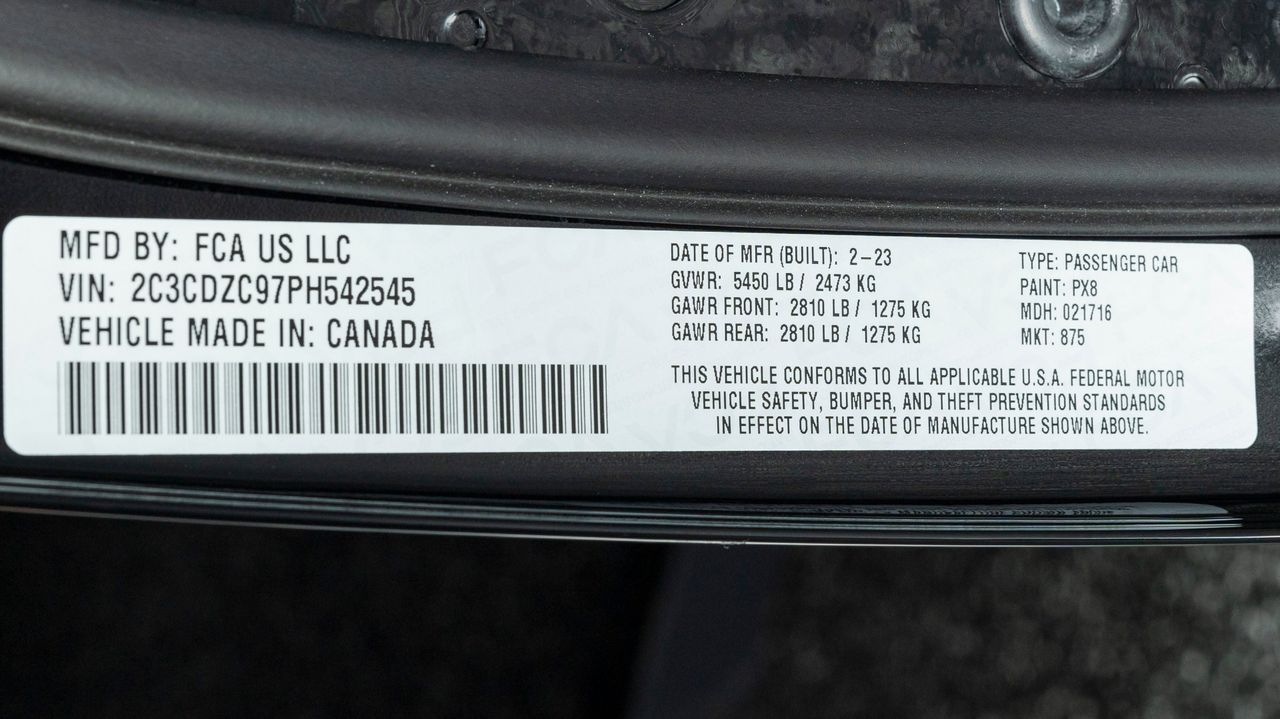 MFD BY: FCA US LLC
VIN: 2C3CDZC97PH542545
VEHICLE MADE IN: CANADA
DATE OF MFR (BUILT): 2-23
GVWR: 5450 LB / 2473 KG
GAWR FRONT: 2810 LB / 1275 KG
GAWR REAR: 2810 LB / 1275 KG
TYPE: PASSENGER CAR
PAINT: PX8
MDH: 021716
MKT: 875
THIS VEHICLE CONFORMS TO ALL APPLICABLE U.S.A. FEDERAL MOTOR
VEHICLE SAFETY, BUMPER, AND THEFT PREVENTION STANDARDS
IN EFFECT ON THE DATE OF MANUFACTURE SHOWN ABOVE.